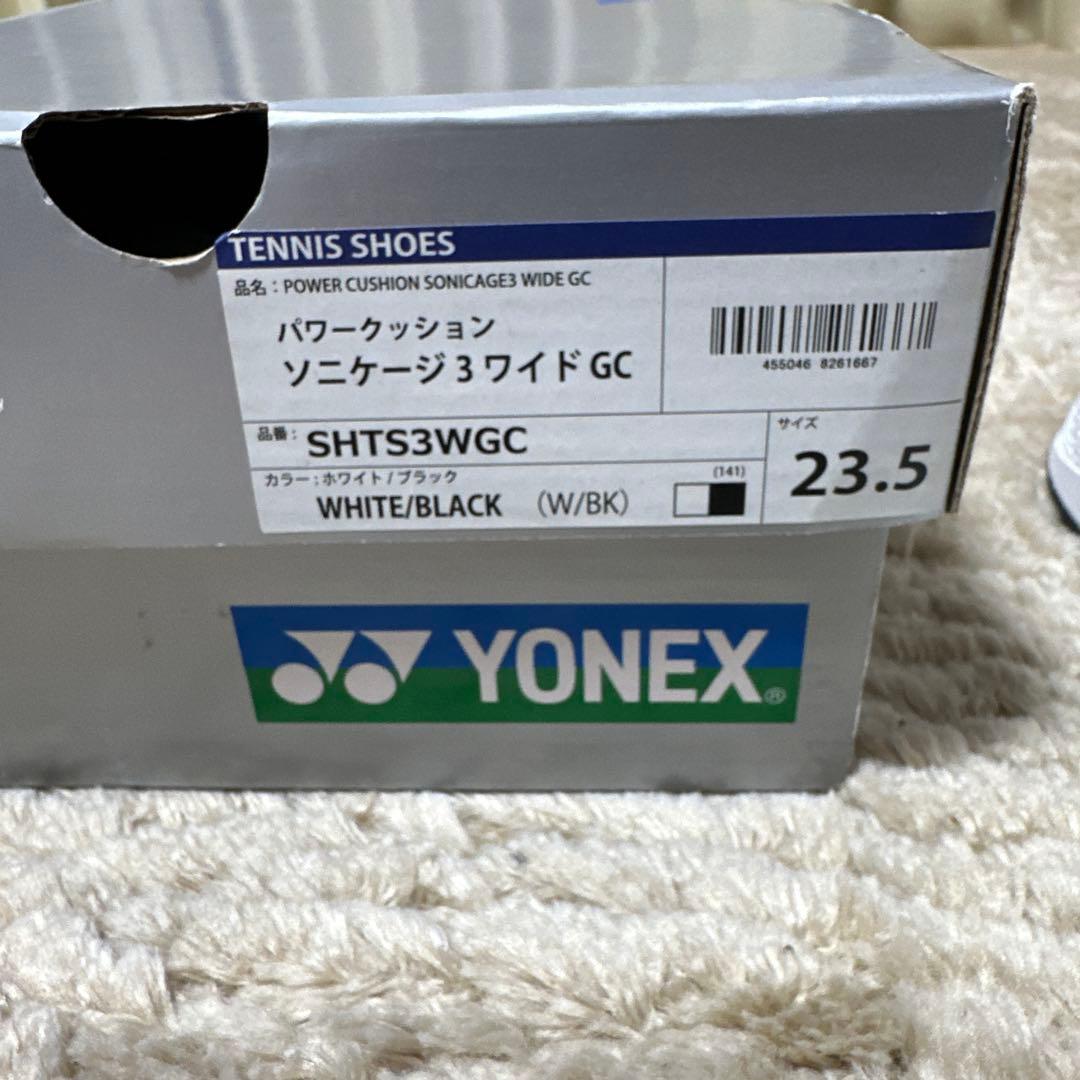 TENNIS SHOES
品名：POWER CUSHION SONICAGE3 WIDE GC
パワークッション
ソニケージ 3 ワイド GC
455046 8261667
品番：SHTS3WGC
サイズ
23.5
カラー：ホワイト / ブラック
(141)
WHITE/BLACK （W/BK）
YONEX®